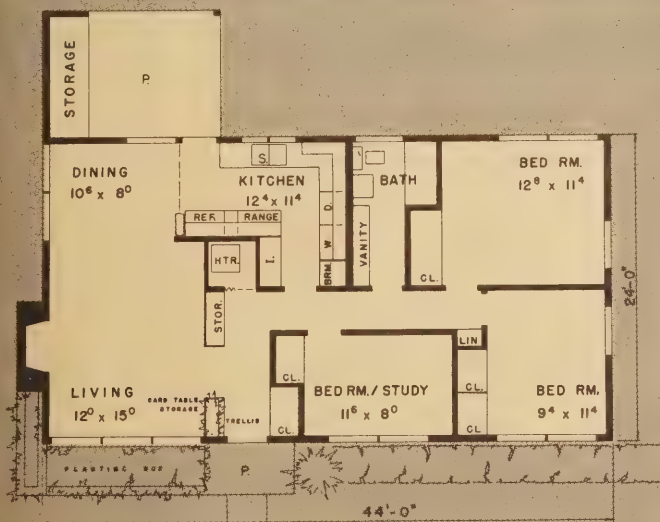 STORAGE
P.
DINING
10⁶ x 8⁰
S.
KITCHEN
12⁴ x 11⁴
REF.
RANGE
D.
W
BRM.
HTR.
I.
STOR.
BATH
VANITY
CL.
BED RM.
12⁸ x 11⁴
24'-0"
LIVING
12⁰ x 15⁰
CARD TABLE
STORAGE
TRELLIS
CL.
CL.
BED RM./ STUDY
11⁶ x 8⁰
LIN
CL.
CL
BED RM.
9⁴ x 11⁴
PLANTING BOX
P.
44'-0"